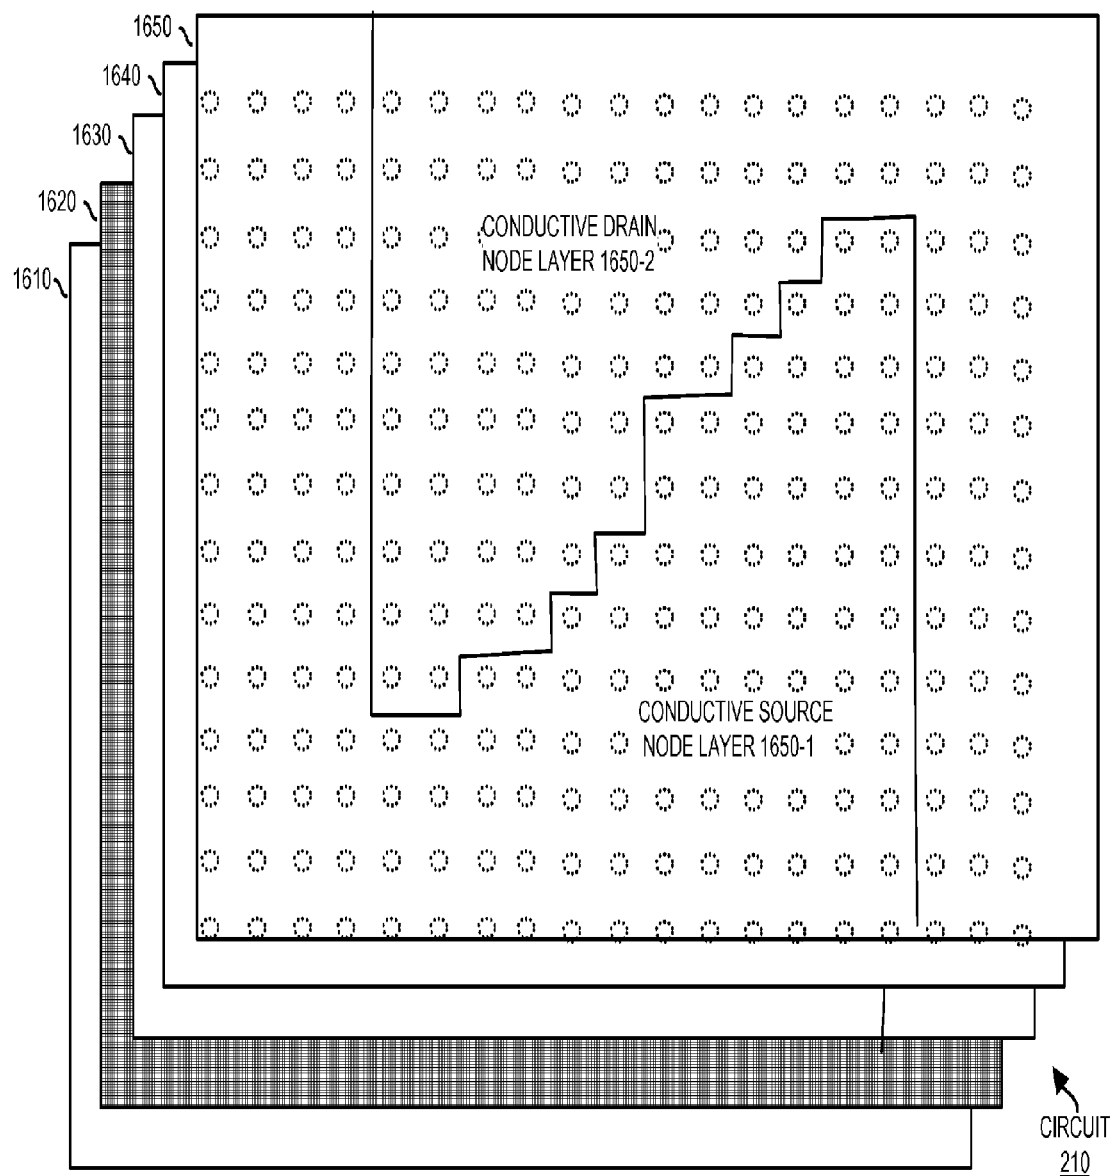 1650
1640
1630
1620
1610
CONDUCTIVE DRAIN
NODE LAYER 1650-2
CONDUCTIVE SOURCE
NODE LAYER 1650-1
CIRCUIT
210